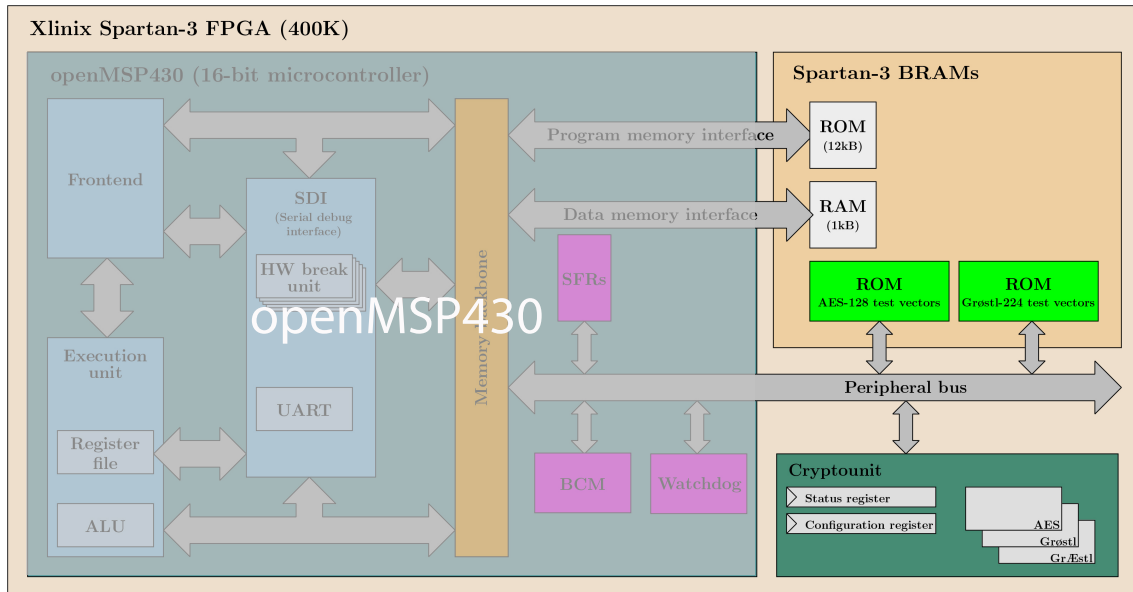 Xlinix Spartan-3 FPGA (400K)
openMSP430 (16-bit microcontroller)
Spartan-3 BRAMs
Frontend
SDI
(Serial debug
interface)
HW break
unit
UART
Execution
unit
Register
file
ALU
Memory backbone
openMSP430
Program memory interface
Data memory interface
SFRs
BCM
Watchdog
ROM
(12kB)
RAM
(1kB)
ROM
AES-128 test vectors
ROM
Grøstl-224 test vectors
Peripheral bus
Cryptounit
Status register
Configuration register
AES
Grøstl
GrÆstl